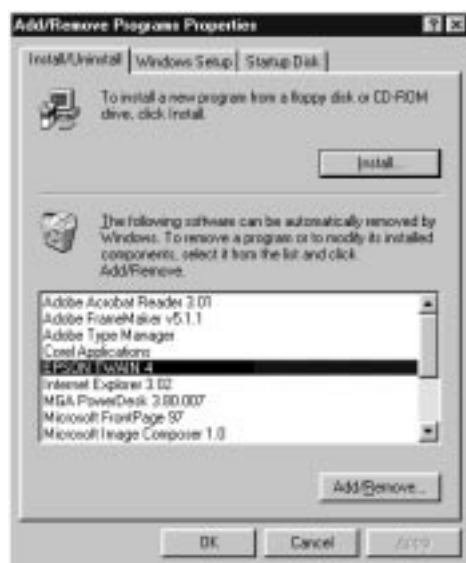 Add/Remove Programs Properties
Install/Uninstall
Windows Setup
Startup Disk
To install a new program from a floppy disk or CD-ROM
drive, click Install.
Install...
The following software can be automatically removed by
Windows. To remove a program or to modify its installed
components, select it from the list and click
Add/Remove.
Adobe Acrobat Reader 3.01
Adobe FrameMaker v5.1.1
Adobe Type Manager
Corel Applications
EPSON TWAIN 4
Internet Explorer 3.02
MGA PowerDesk 3.80.007
Microsoft FrontPage 97
Microsoft Image Composer 1.0
Add/Remove...
OK
Cancel
Apply